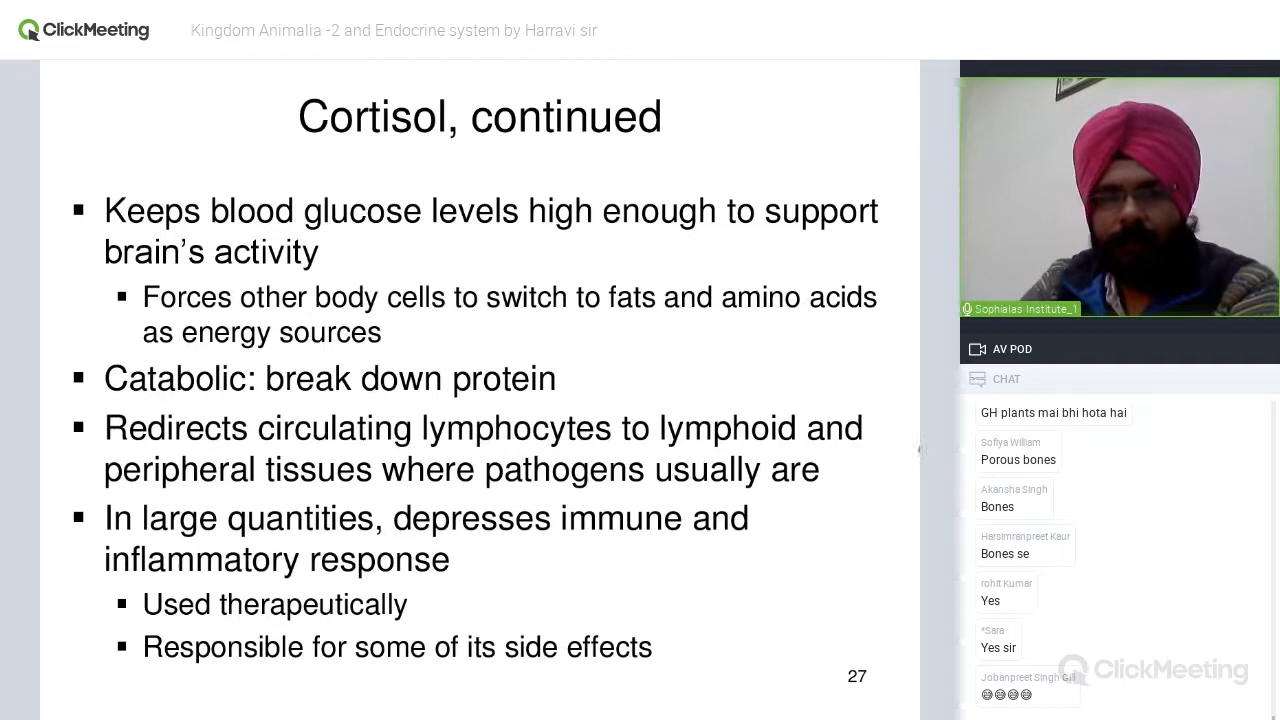 ClickMeeting
Kingdom Animalia -2 and Endocrine system by Harravi sir
Cortisol, continued
▪ Keeps blood glucose levels high enough to support
brain's activity
▪ Forces other body cells to switch to fats and amino acids
as energy sources
▪ Catabolic: break down protein
▪ Redirects circulating lymphocytes to lymphoid and
peripheral tissues where pathogens usually are
▪ In large quantities, depresses immune and
inflammatory response
▪ Used therapeutically
▪ Responsible for some of its side effects
27
Sophialas Institute_1
AV POD
CHAT
GH plants mai bhi hota hai
Sofiya William
Porous bones
Akansha Singh
Bones
Harsimranpreet Kaur
Bones se
rohit Kumar
Yes
*Sara
Yes sir
Jobanpreet Singh Gill
😅😅😅😅
ClickMeeting